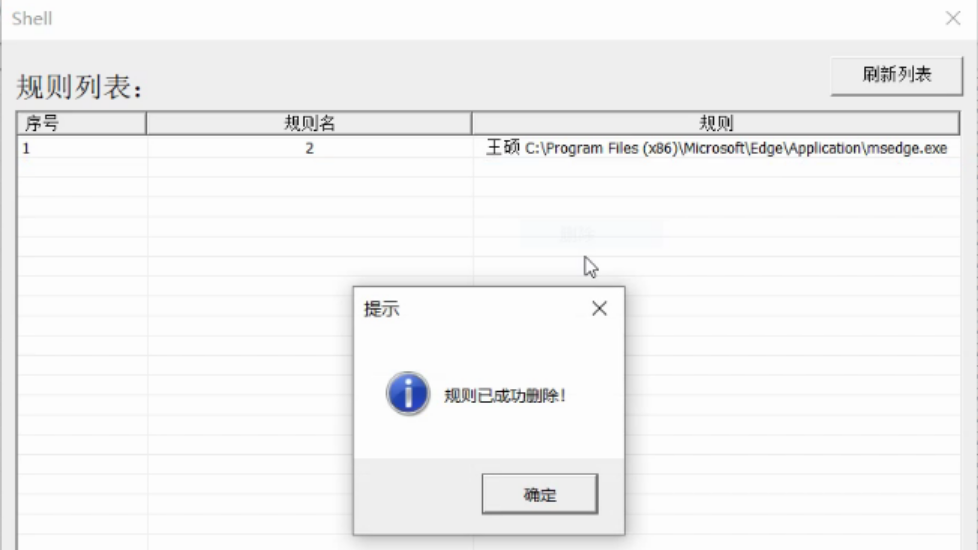 Shell
规则列表：
刷新列表
序号 规则名 规则
1 2 王硕 C:\Program Files (x86)\Microsoft\Edge\Application\msedge.exe
删除
提示
规则已成功删除！
确定